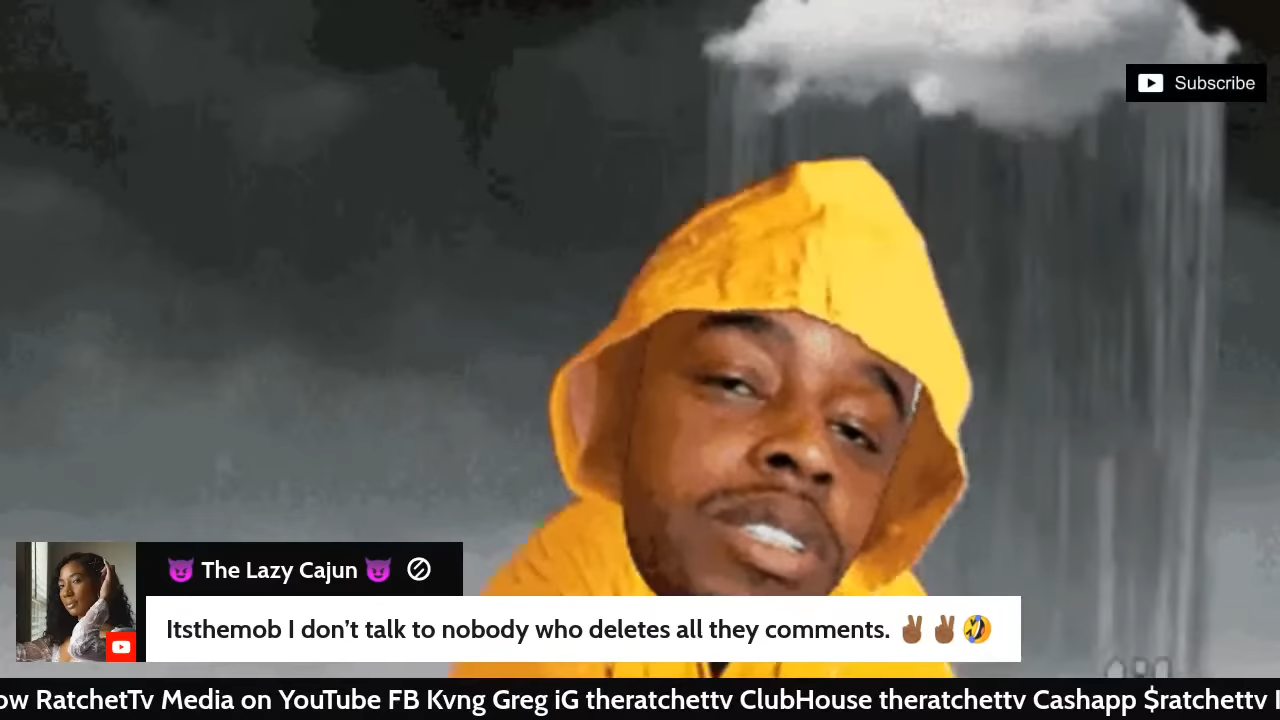 Subscribe
😈 The Lazy Cajun 😈
Itsthemob I don’t talk to nobody who deletes all they comments. ✌🏾✌🏾🤣
ow RatchetTv Media on YouTube FB Kvng Greg iG theratchettv ClubHouse theratchettv Cashapp $ratchettv